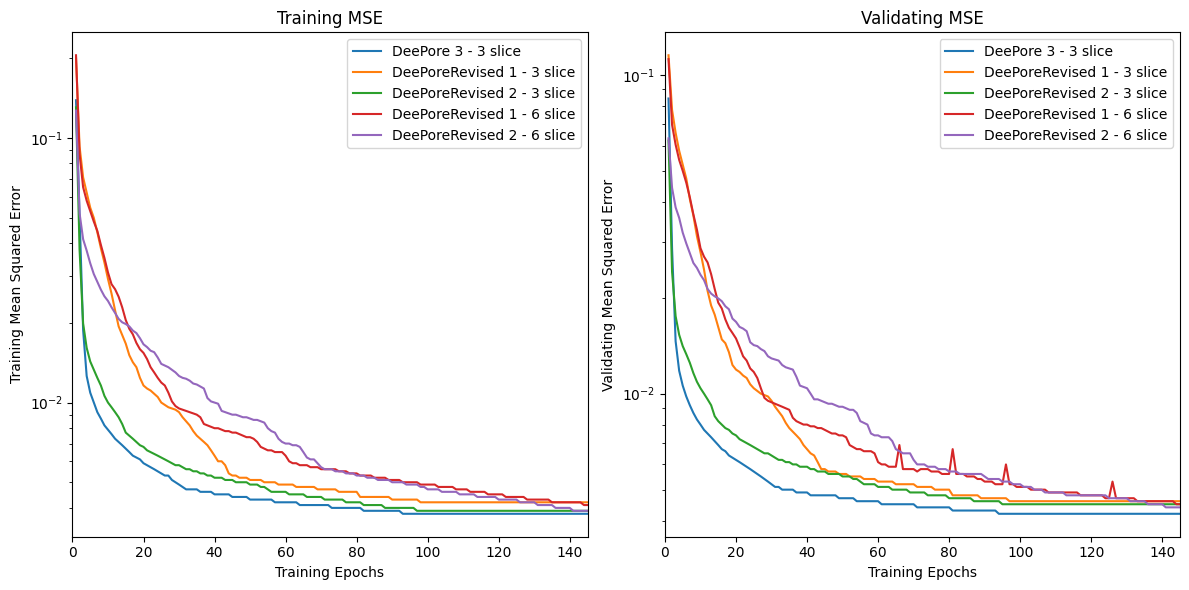 Training MSE
Training Mean Squared Error
10⁻¹
10⁻²
DeePore 3 - 3 slice
DeePoreRevised 1 - 3 slice
DeePoreRevised 2 - 3 slice
DeePoreRevised 1 - 6 slice
DeePoreRevised 2 - 6 slice
0 20 40 60 80 100 120 140
Training Epochs
Validating MSE
Validating Mean Squared Error
10⁻¹
10⁻²
DeePore 3 - 3 slice
DeePoreRevised 1 - 3 slice
DeePoreRevised 2 - 3 slice
DeePoreRevised 1 - 6 slice
DeePoreRevised 2 - 6 slice
0 20 40 60 80 100 120 140
Training Epochs